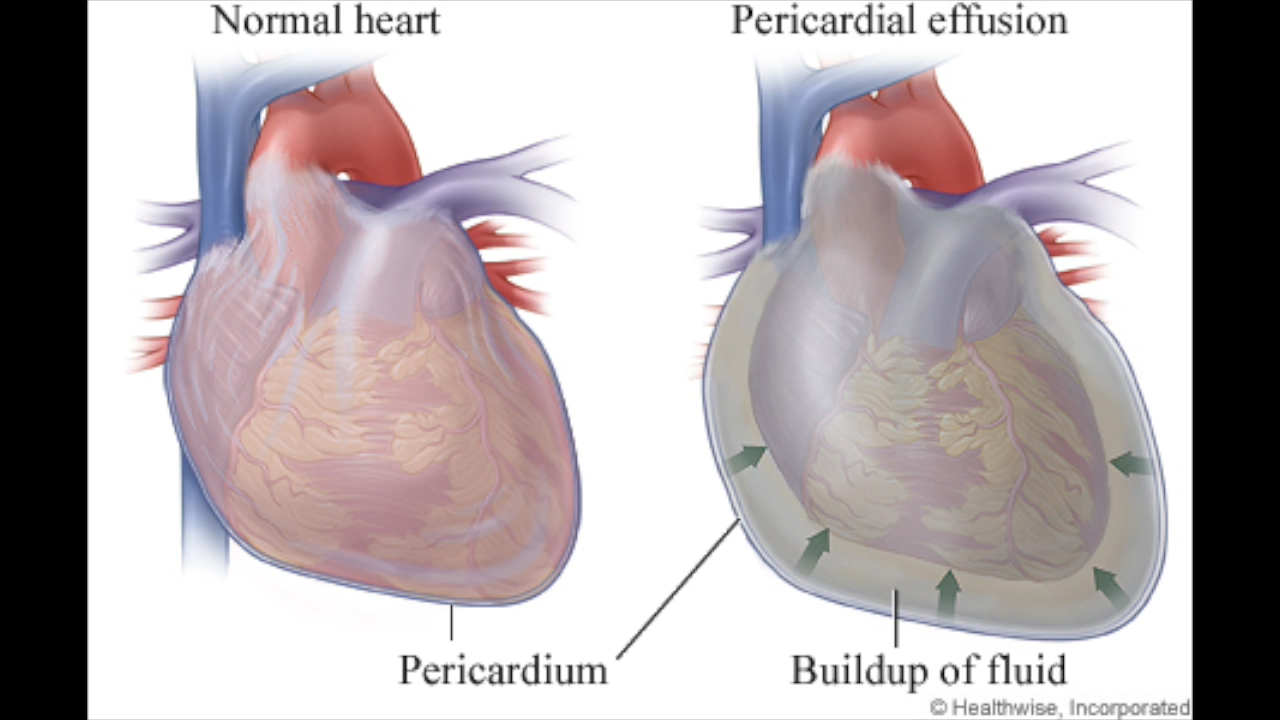 Normal heart
Pericardial effusion
Pericardium
Buildup of fluid
© Healthwise, Incorporated